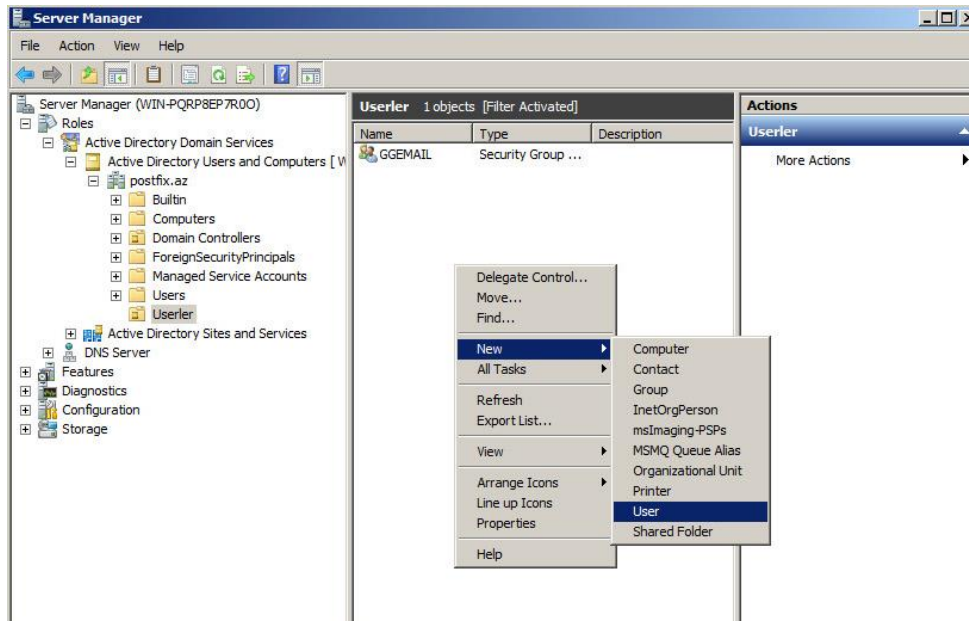 Server Manager
File Action View Help
Server Manager (WIN-PQRP8EP7R0O)
Roles
Active Directory Domain Services
Active Directory Users and Computers [ W
postfix.az
Builtin
Computers
Domain Controllers
ForeignSecurityPrincipals
Managed Service Accounts
Users
Userler
Active Directory Sites and Services
DNS Server
Features
Diagnostics
Configuration
Storage
Userler 1 objects [Filter Activated]
Name Type Description
GGEMAIL Security Group ...
Delegate Control...
Move...
Find...
New
All Tasks
Refresh
Export List...
View
Arrange Icons
Line up Icons
Properties
Help
Computer
Contact
Group
InetOrgPerson
msImaging-PSPs
MSMQ Queue Alias
Organizational Unit
Printer
User
Shared Folder
Actions
Userler
More Actions